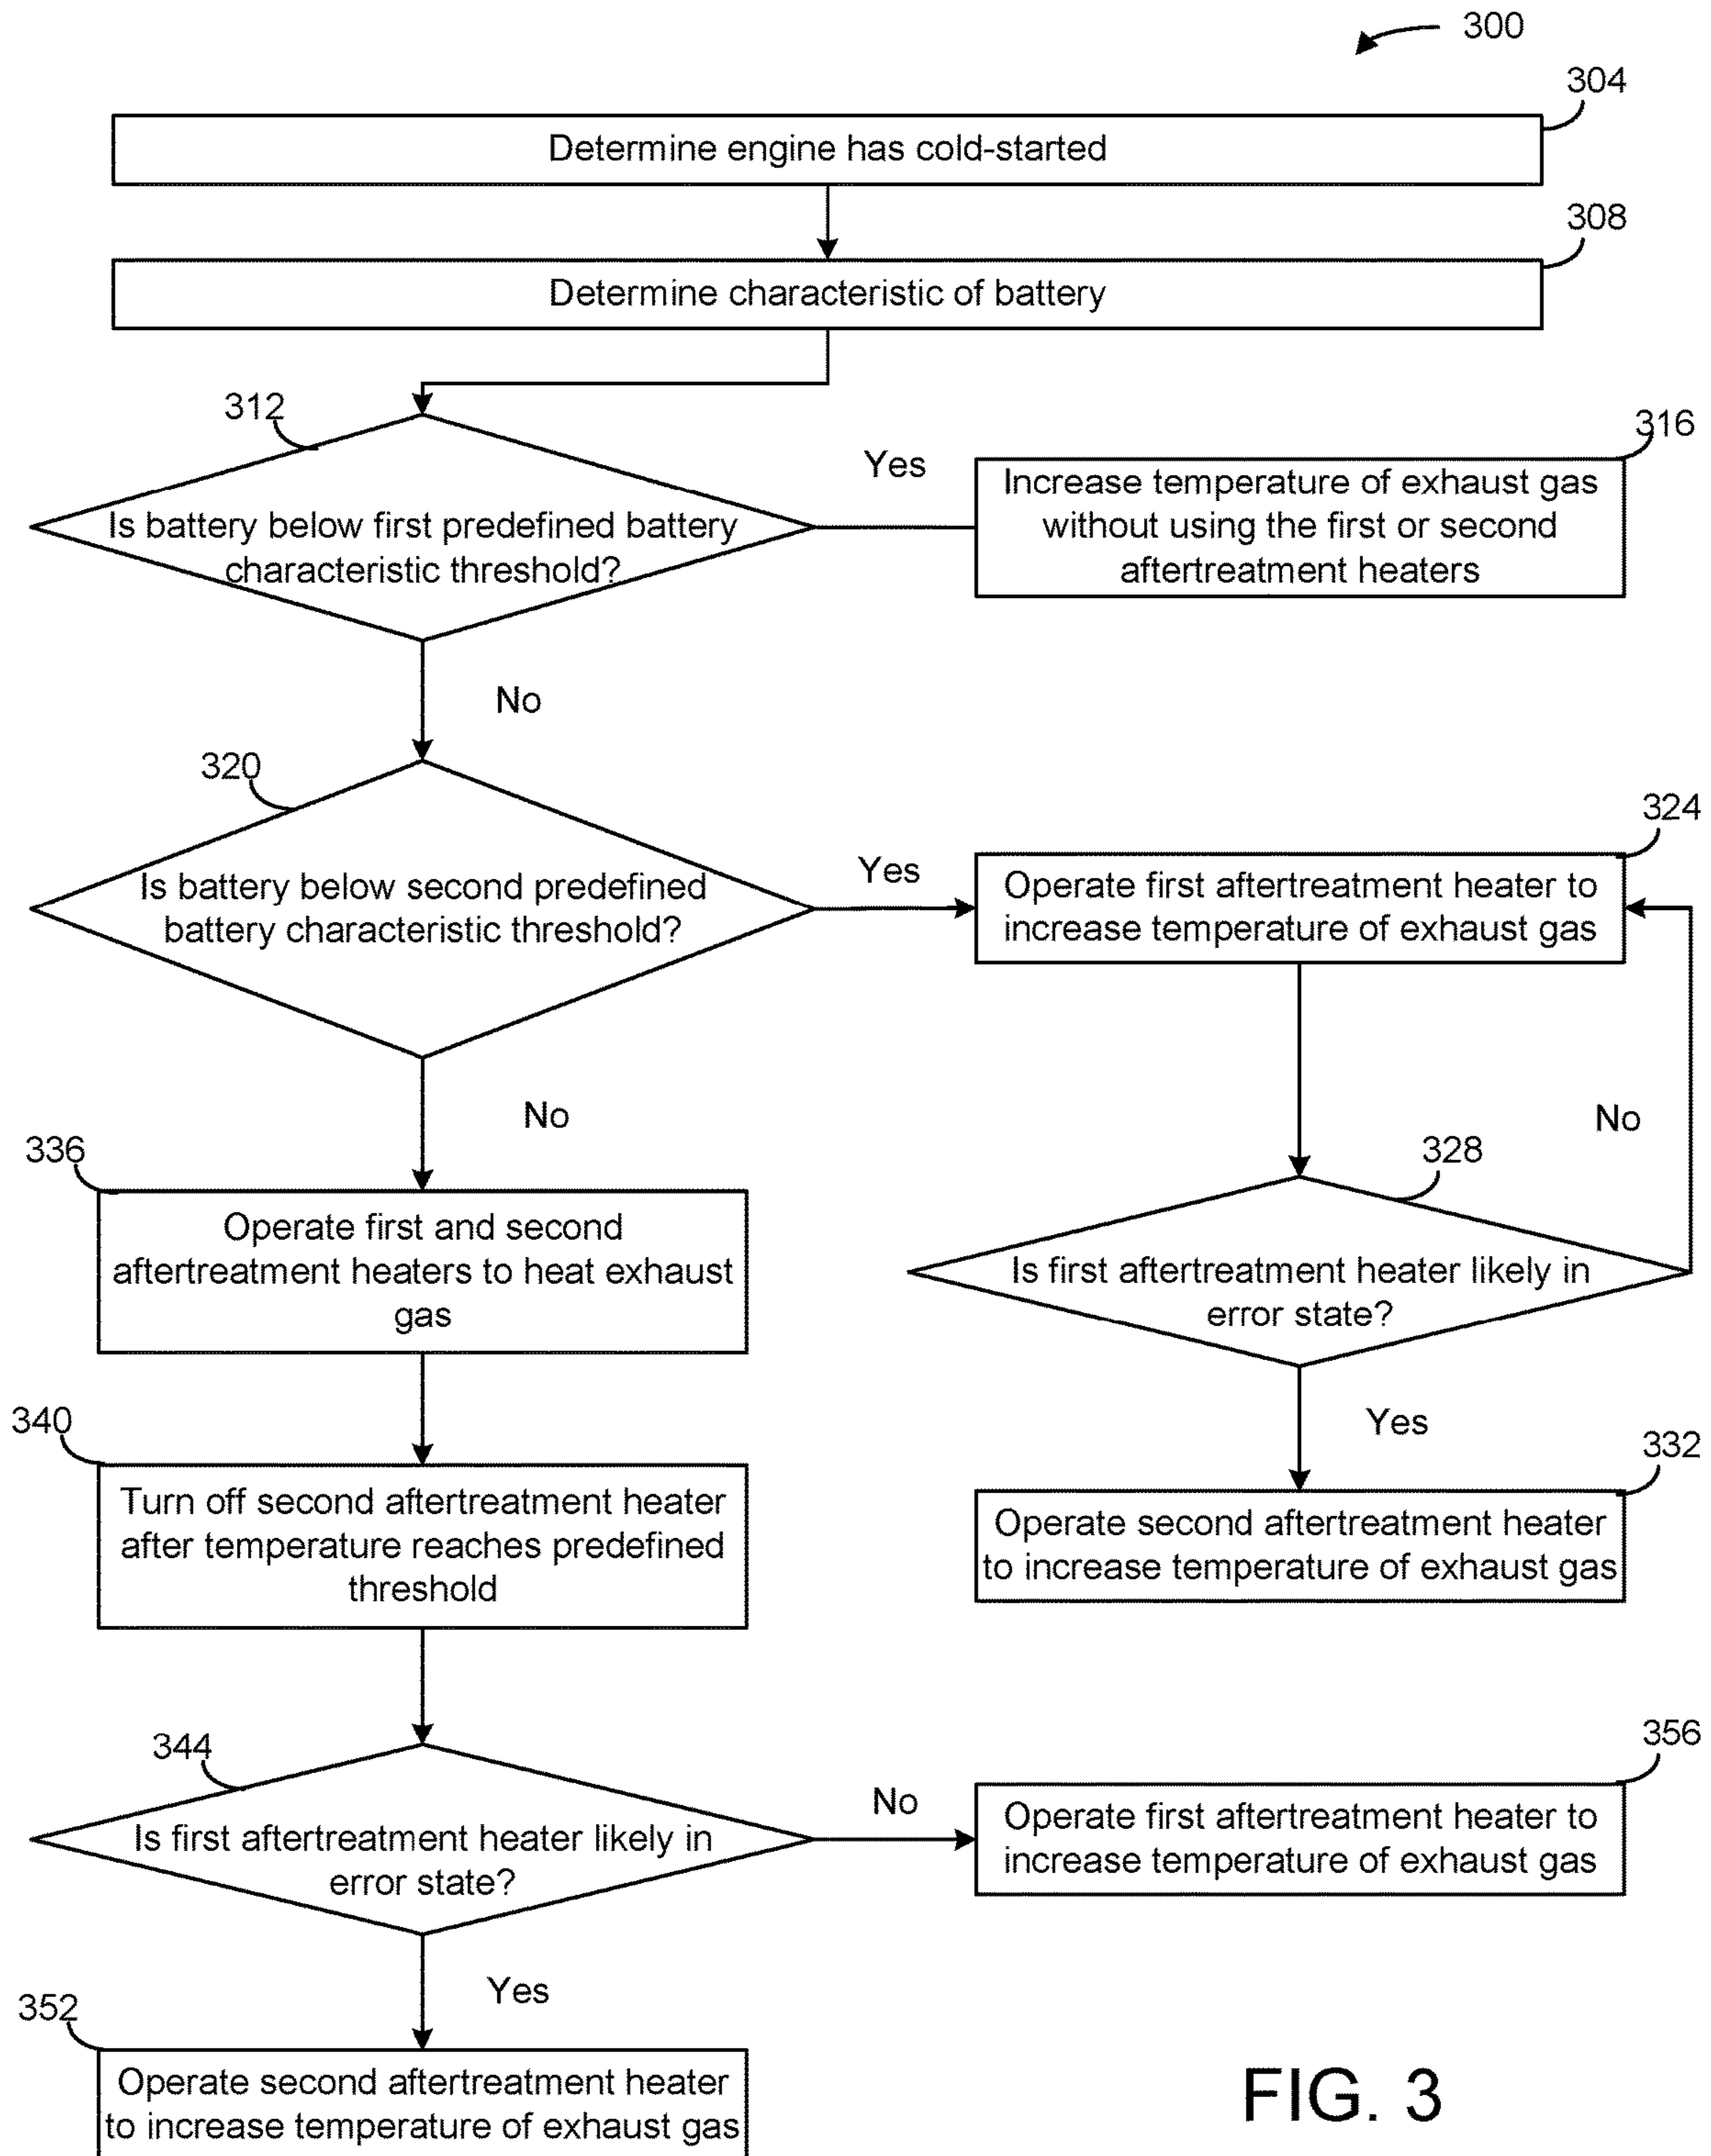 300
304
Determine engine has cold-started
308
Determine characteristic of battery
312
Is battery below first predefined battery
characteristic threshold?
Yes
316
Increase temperature of exhaust gas
without using the first or second
aftertreatment heaters
No
320
Is battery below second predefined
battery characteristic threshold?
Yes
324
Operate first aftertreatment heater to
increase temperature of exhaust gas
No
No
328
Is first aftertreatment heater likely in
error state?
336
Operate first and second
aftertreatment heaters to heat exhaust
gas
Yes
332
Operate second aftertreatment heater
to increase temperature of exhaust gas
340
Turn off second aftertreatment heater
after temperature reaches predefined
threshold
344
Is first aftertreatment heater likely in
error state?
No
356
Operate first aftertreatment heater to
increase temperature of exhaust gas
Yes
352
Operate second aftertreatment heater
to increase temperature of exhaust gas
FIG. 3